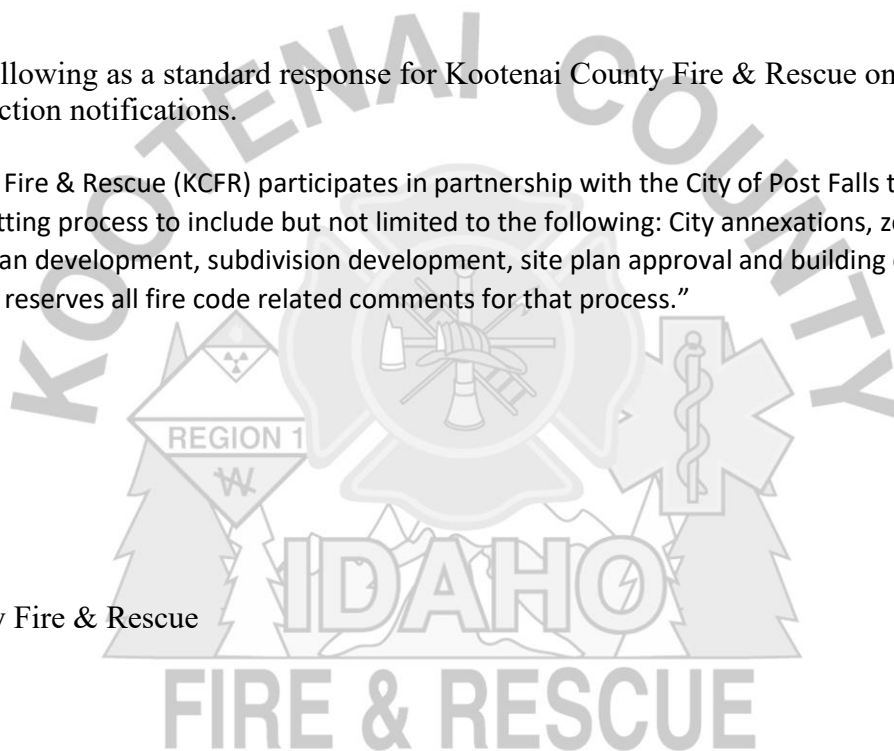 KOOTENAI COUNTY
llowing as a standard response for Kootenai County Fire & Rescue on
ction notifications.
Fire & Rescue (KCFR) participates in partnership with the City of Post Falls t
tting process to include but not limited to the following: City annexations, z
an development, subdivision development, site plan approval and building
reserves all fire code related comments for that process.”
REGION 1
W
IDAHO
y Fire & Rescue
FIRE & RESCUE